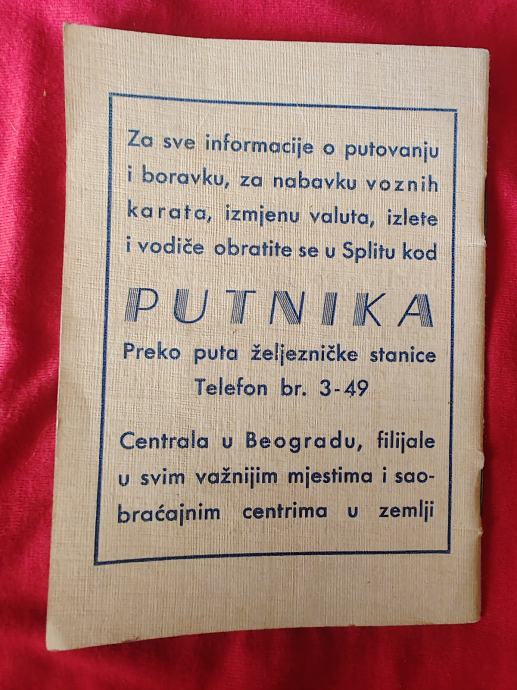 Za sve informacije o putovanju
i boravku, za nabavku voznih
karata, izmjenu valuta, izlete
i vodiče obratite se u Splitu kod
PUTNIKA
Preko puta željezničke stanice
Telefon br. 3-49
Centrala u Beogradu, filijale
u svim važnijim mjestima i sao-
braćajnim centrima u zemlji